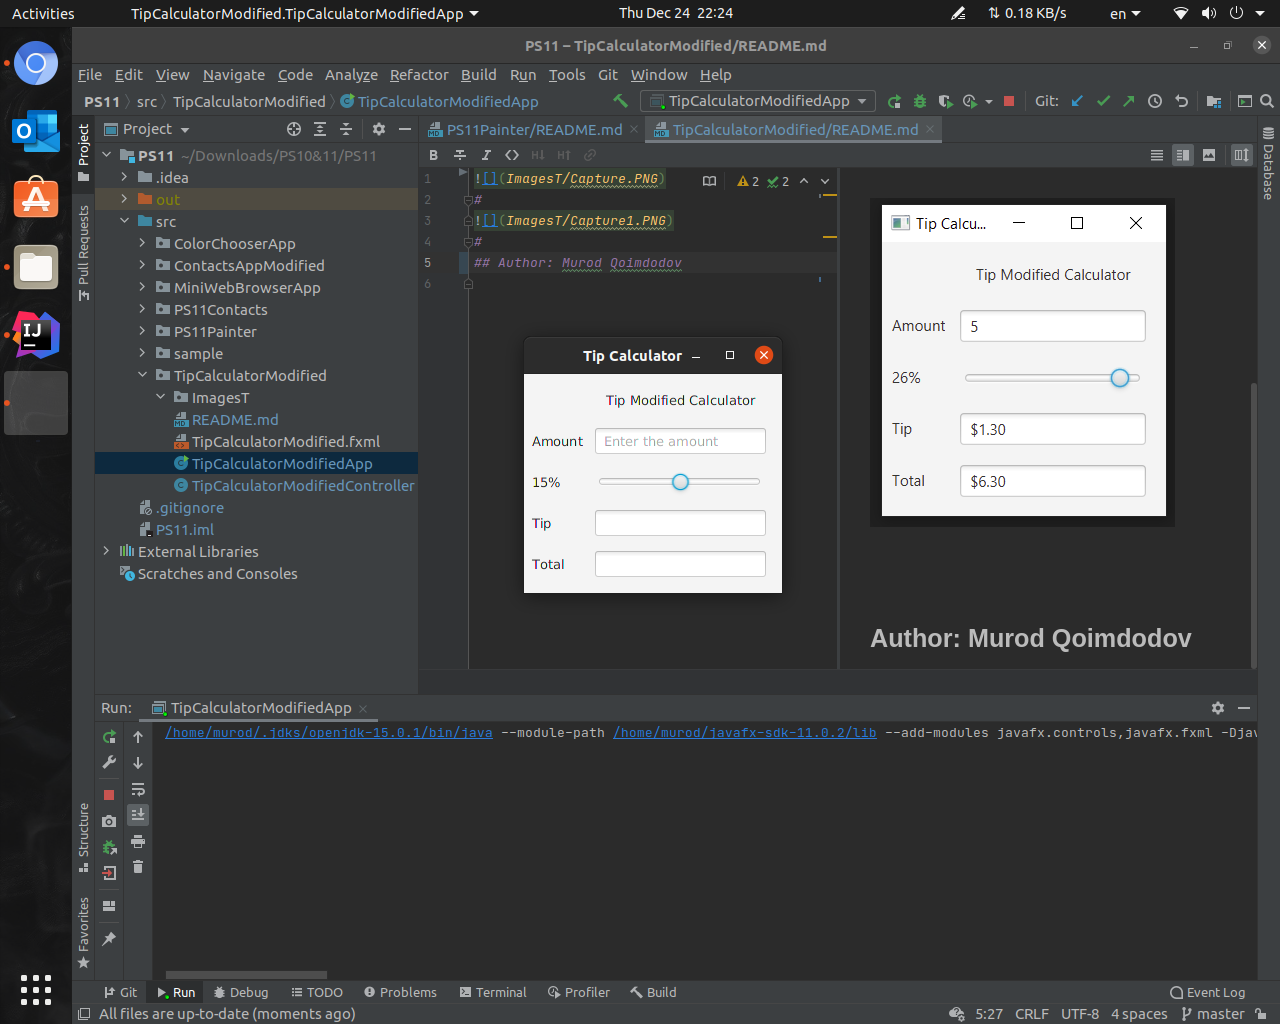 Activities
TipCalculatorModified.TipCalculatorModifiedApp
Thu Dec 24 22:24
0.18 KB/s
en
PS11 – TipCalculatorModified/README.md
File Edit View Navigate Code Analyze Refactor Build Run Tools Git Window Help
PS11 src TipCalculatorModified TipCalculatorModifiedApp
TipCalculatorModifiedApp
Git:
Project
Pull Requests
Structure
Favorites
Database
Project
PS11 ~/Downloads/PS10&11/PS11
.idea
out
src
ColorChooserApp
ContactsAppModified
MiniWebBrowserApp
PS11Contacts
PS11Painter
sample
TipCalculatorModified
ImagesT
README.md
TipCalculatorModified.fxml
TipCalculatorModifiedApp
TipCalculatorModifiedController
.gitignore
PS11.iml
External Libraries
Scratches and Consoles
PS11Painter/README.md
TipCalculatorModified/README.md
B I H↓ H↑
2 2
1 ![](ImagesT/Capture.PNG)
2 #
3 ![](ImagesT/Capture1.PNG)
4 #
5 ## Author: Murod Qoimdodov
6
Tip Calculator
Tip Modified Calculator
Amount Enter the amount
15%
Tip
Total
Tip Calcu...
Tip Modified Calculator
Amount 5
26%
Tip $1.30
Total $6.30
Author: Murod Qoimdodov
Run: TipCalculatorModifiedApp
/home/murod/.jdks/openjdk-15.0.1/bin/java --module-path /home/murod/javafx-sdk-11.0.2/lib --add-modules javafx.controls,javafx.fxml -Djav
Git Run Debug TODO Problems Terminal Profiler Build Event Log
All files are up-to-date (moments ago)
5:27 CRLF UTF-8 4 spaces master